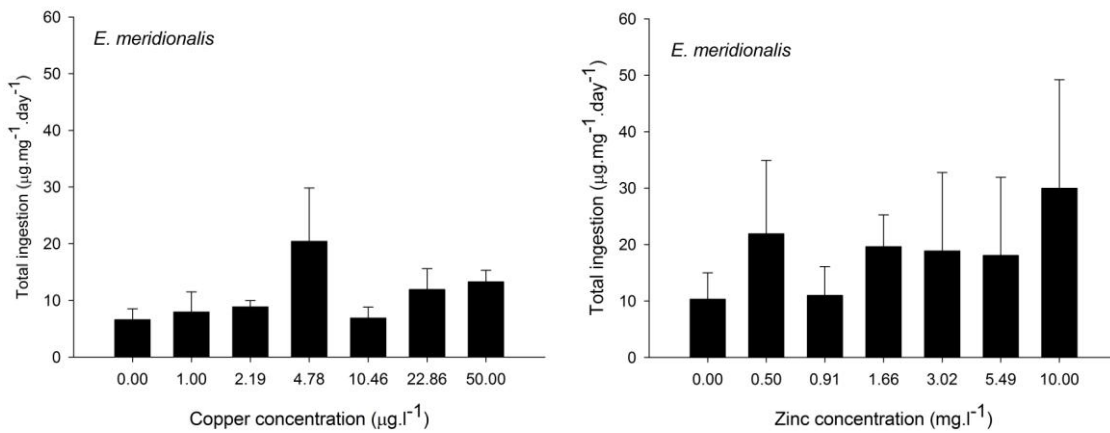 E. meridionalis
Total ingestion (µg.mg⁻¹.day⁻¹)
60
50
40
30
20
10
0
0.00 1.00 2.19 4.78 10.46 22.86 50.00
Copper concentration (µg.l⁻¹)
E. meridionalis
Total ingestion (µg.mg⁻¹.day⁻¹)
60
50
40
30
20
10
0
0.00 0.50 0.91 1.66 3.02 5.49 10.00
Zinc concentration (mg.l⁻¹)